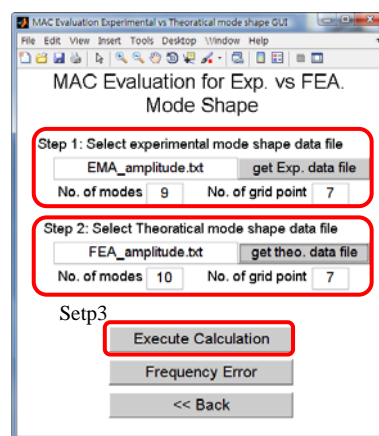 MAC Evaluation Experimental vs Theoratical mode shape GUI
File Edit View Insert Tools Desktop Window Help
MAC Evaluation for Exp. vs FEA.
Mode Shape
Step 1: Select experimental mode shape data file
EMA_amplitude.txt get Exp. data file
No. of modes 9 No. of grid point 7
Step 2: Select Theoratical mode shape data file
FEA_amplitude.txt get theo. data file
No. of modes 10 No. of grid point 7
Setp3
Execute Calculation
Frequency Error
<< Back